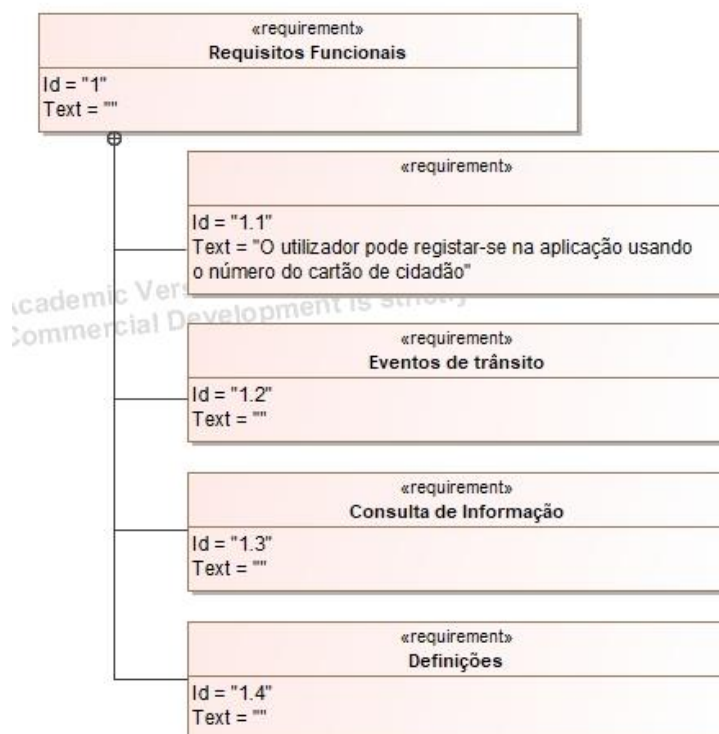 «requirement»
Requisitos Funcionais
Id = "1"
Text = ""
«requirement»
Id = "1.1"
Text = "O utilizador pode registar-se na aplicação usando
o número do cartão de cidadão"
Academic
Commercial Development is strictly
«requirement»
Eventos de trânsito
Id = "1.2"
Text = ""
«requirement»
Consulta de Informação
Id = "1.3"
Text = ""
«requirement»
Definições
Id = "1.4"
Text = ""